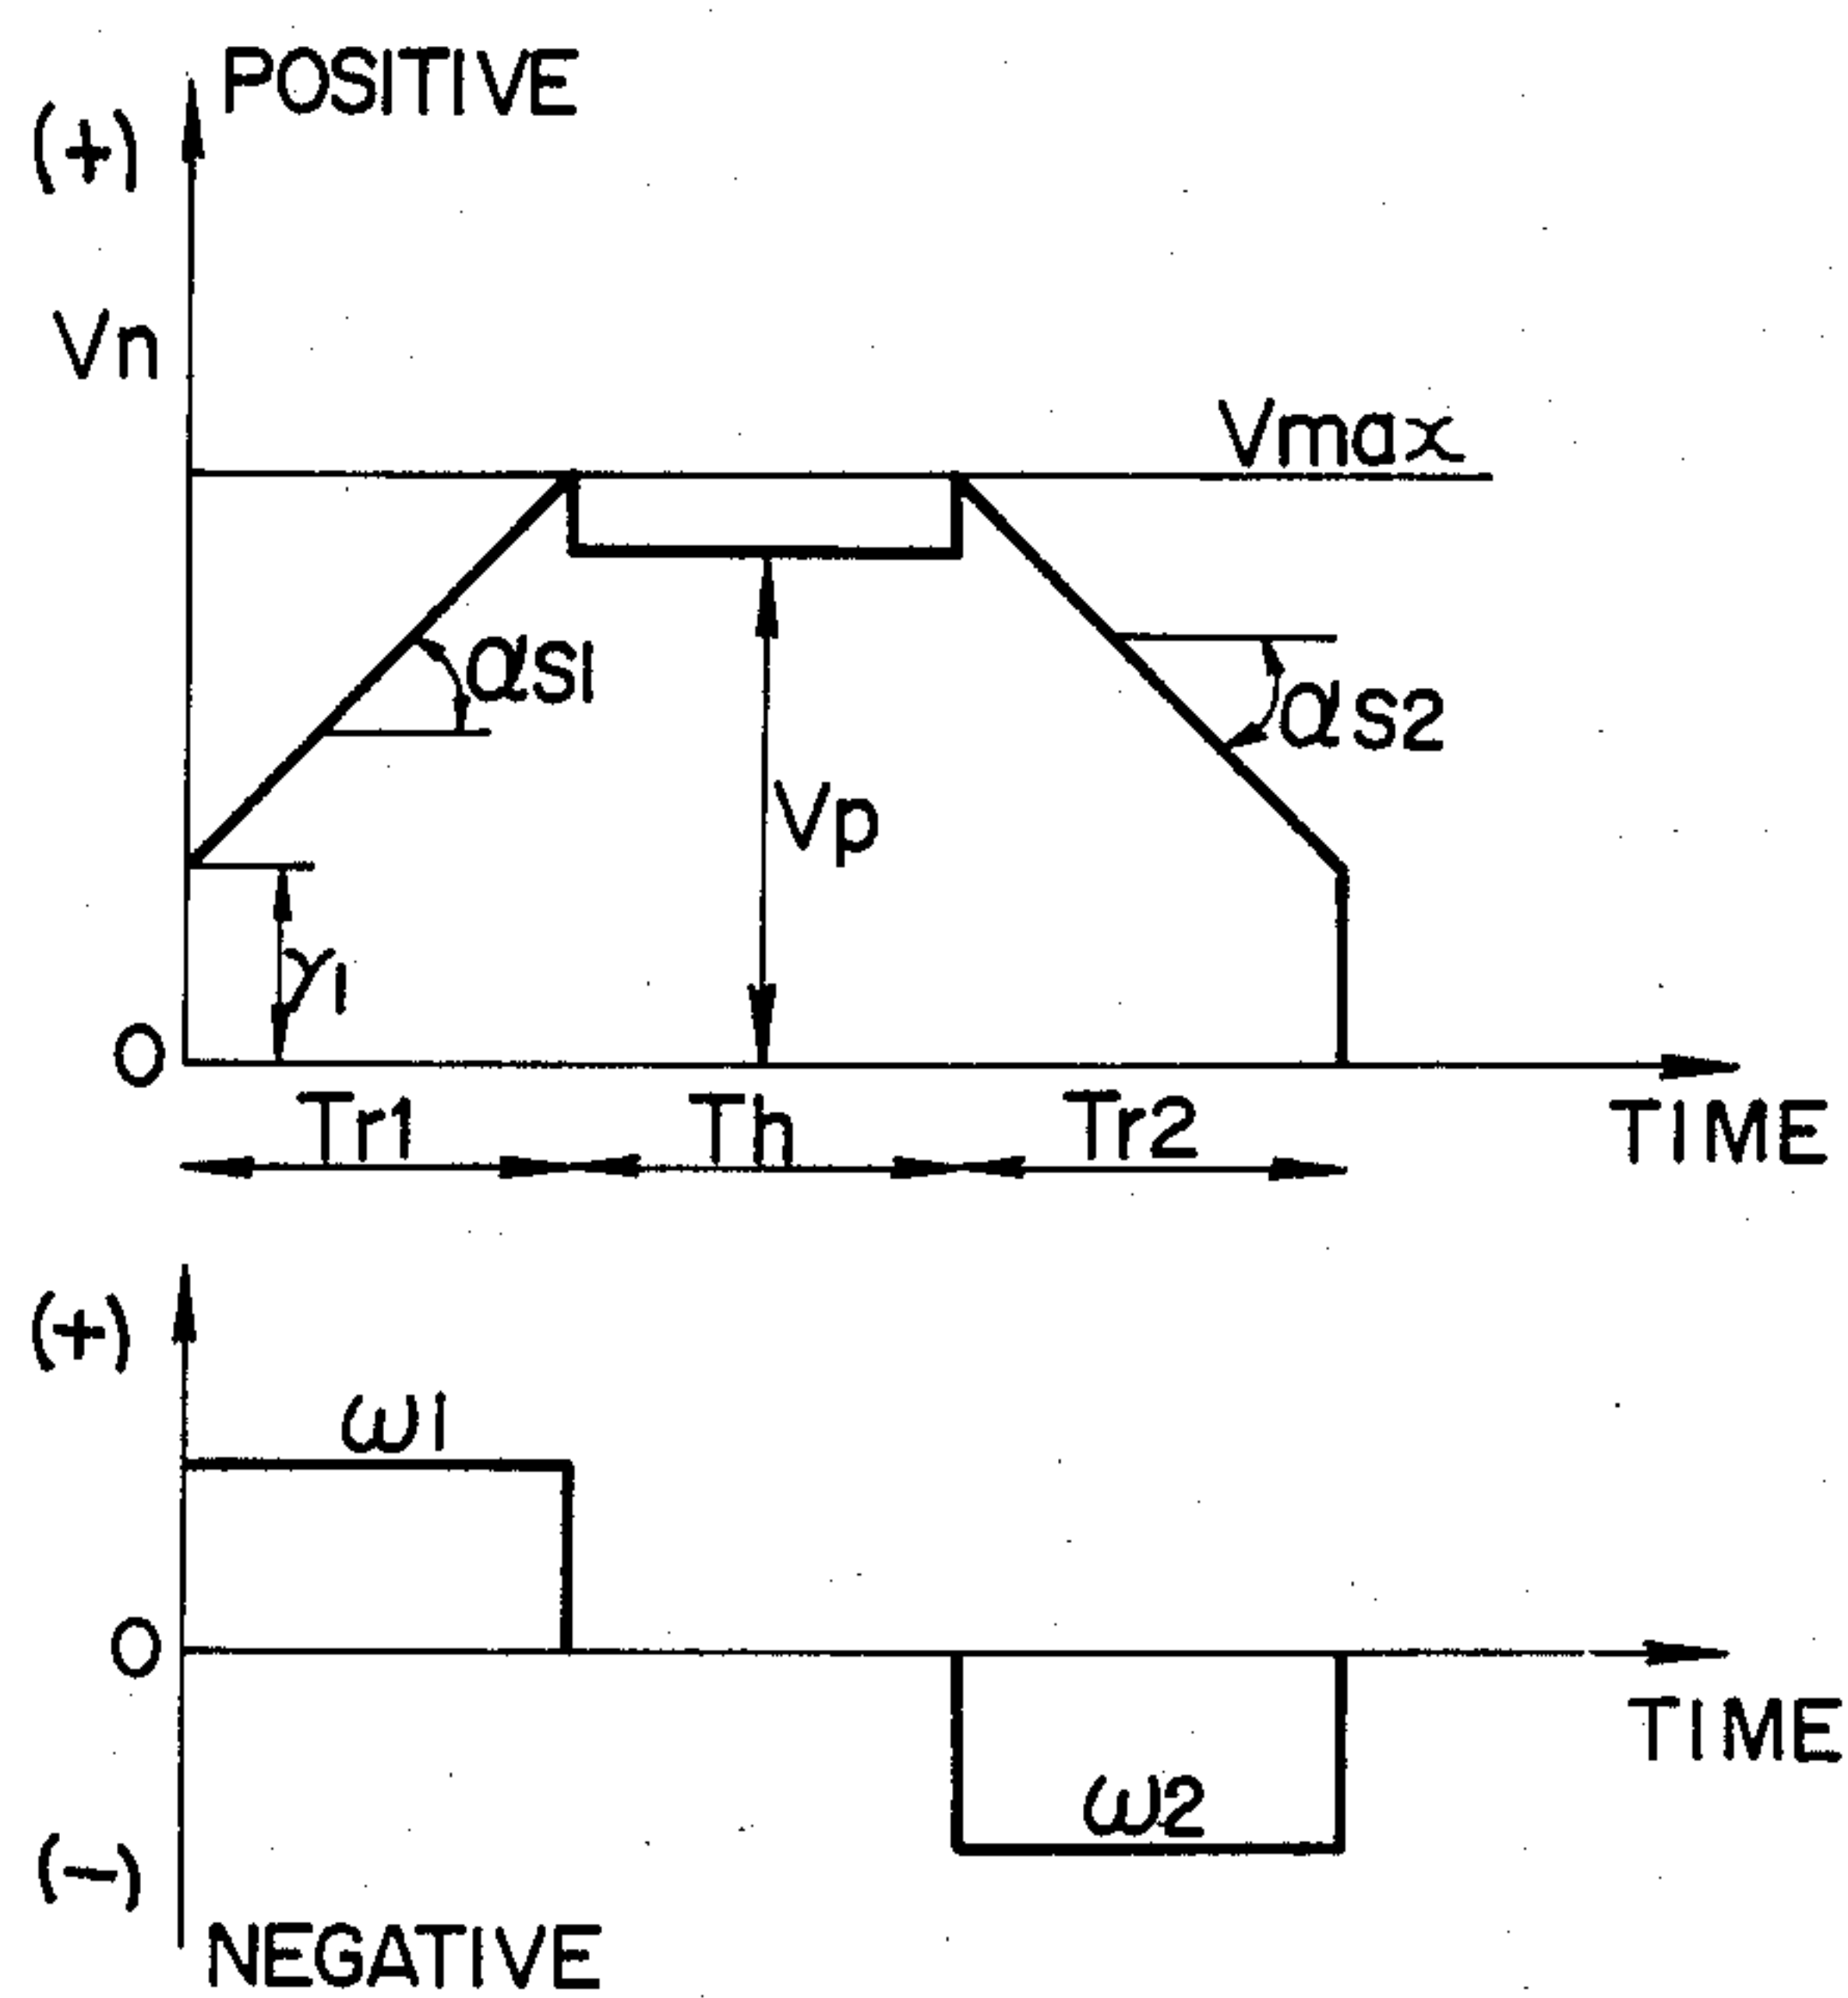 POSITIVE
(+)
Vn
Vmax
αS1
αS2
Vp
γ1
O
Tr1 Th Tr2 TIME
(+)
ω1
O
TIME
ω2
(-)
NEGATIVE